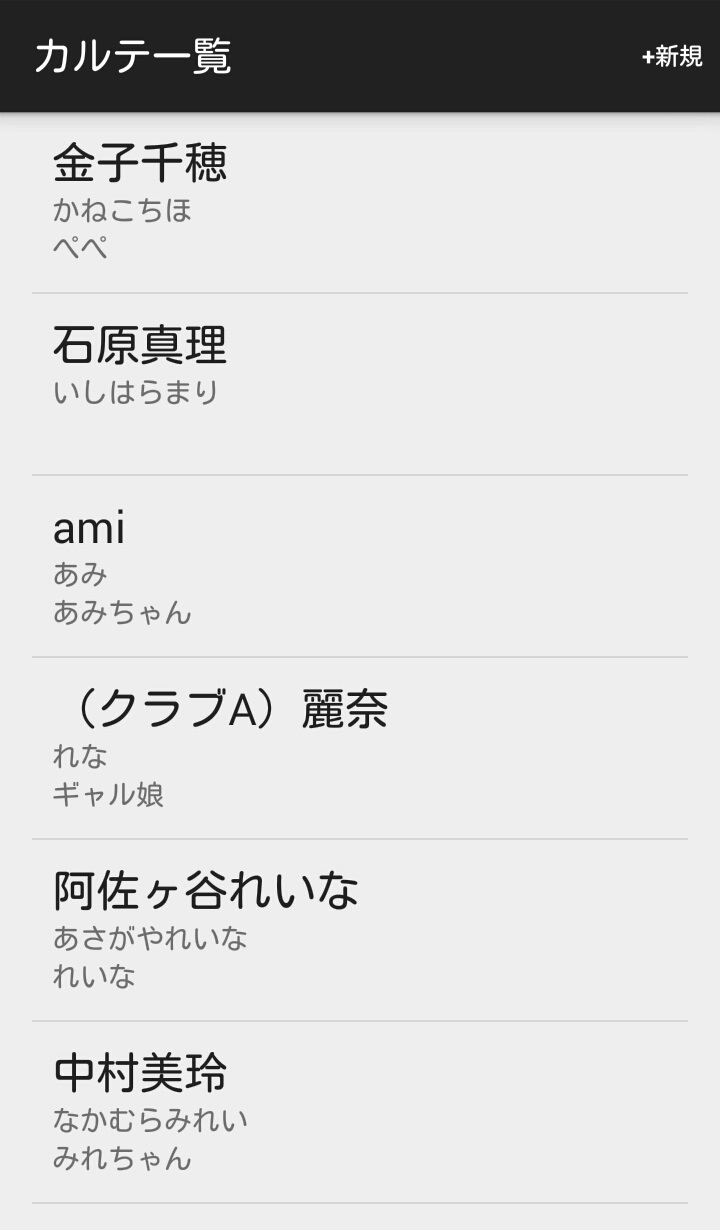 カルテ一覧
+新規
金子千穂
かねこちほ
ぺぺ
石原真理
いしはらまり
ami
あみ
あみちゃん
（クラブA）麗奈
れな
ギャル娘
阿佐ヶ谷れいな
あさがやれいな
れいな
中村美玲
なかむらみれい
みれちゃん